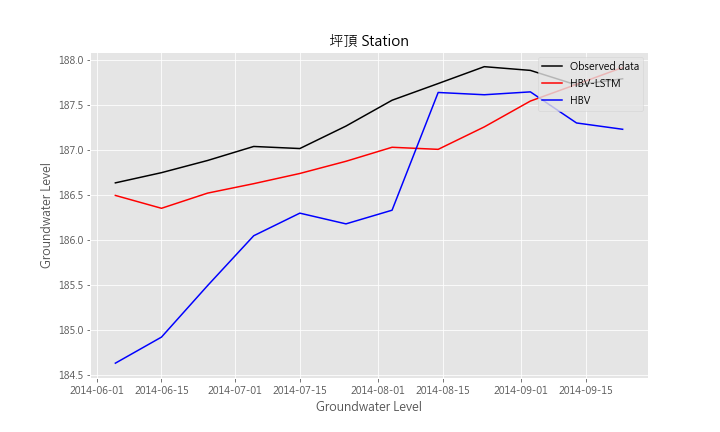 坪頂 Station
188.0
187.5
187.0
186.5
186.0
185.5
185.0
184.5
Groundwater Level
Observed data
HBV-LSTM
HBV
2014-06-01 2014-06-15 2014-07-01 2014-07-15 2014-08-01 2014-08-15 2014-09-01 2014-09-15
Groundwater Level